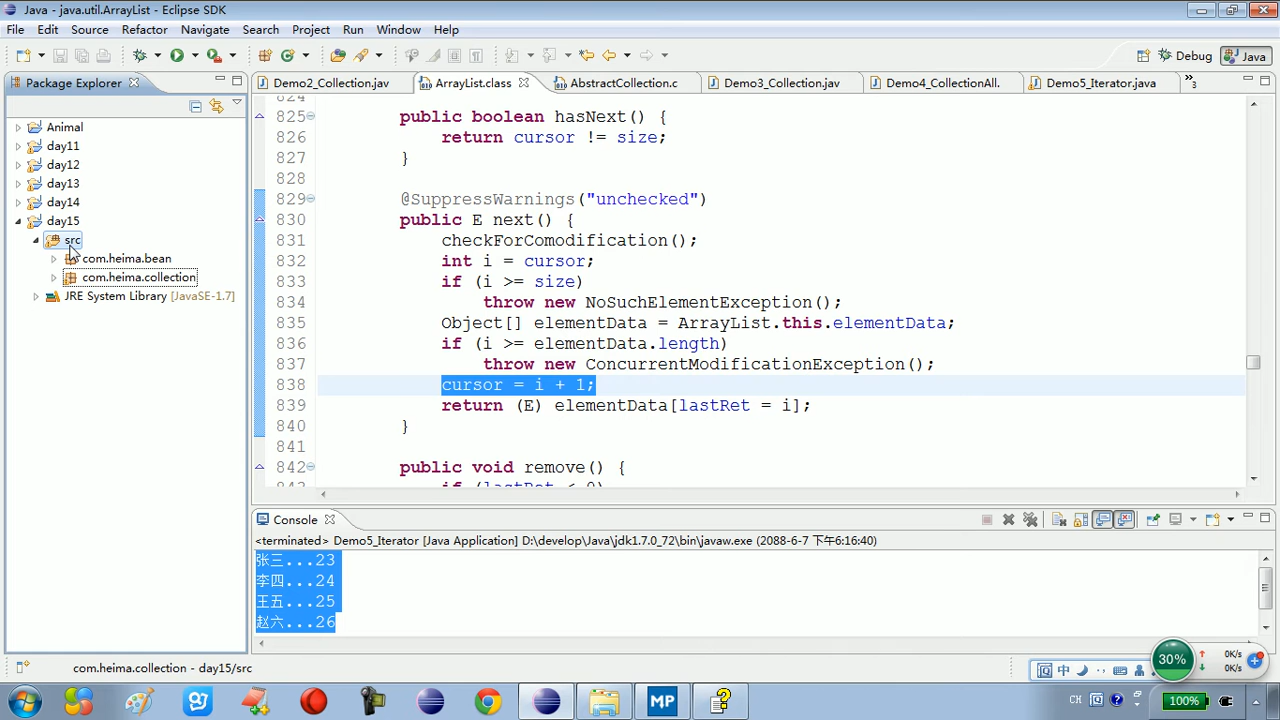 Java - java.util.ArrayList - Eclipse SDK
File Edit Source Refactor Navigate Search Project Run Window Help
Debug Java
Package Explorer
Demo2_Collection.jav ArrayList.class AbstractCollection.c Demo3_Collection.jav Demo4_CollectionAll. Demo5_Iterator.java 3
Animal
day11
day12
day13
day14
day15
src
com.heima.bean
com.heima.collection
JRE System Library [JavaSE-1.7]
825 public boolean hasNext() {
826 return cursor != size;
827 }
828
829 @SuppressWarnings("unchecked")
830 public E next() {
831 checkForComodification();
832 int i = cursor;
833 if (i >= size)
834 throw new NoSuchElementException();
835 Object[] elementData = ArrayList.this.elementData;
836 if (i >= elementData.length)
837 throw new ConcurrentModificationException();
838 cursor = i + 1;
839 return (E) elementData[lastRet = i];
840 }
841
842 public void remove() {
if (lastRet < 0)
Console
<terminated> Demo5_Iterator [Java Application] D:\develop\Java\jdk1.7.0_72\bin\javaw.exe (2088-6-7 下午6:16:40)
张三...23
李四...24
王五...25
赵六...26
com.heima.collection - day15/src
中
30% 0K/s
0K/s
MP CH 100%